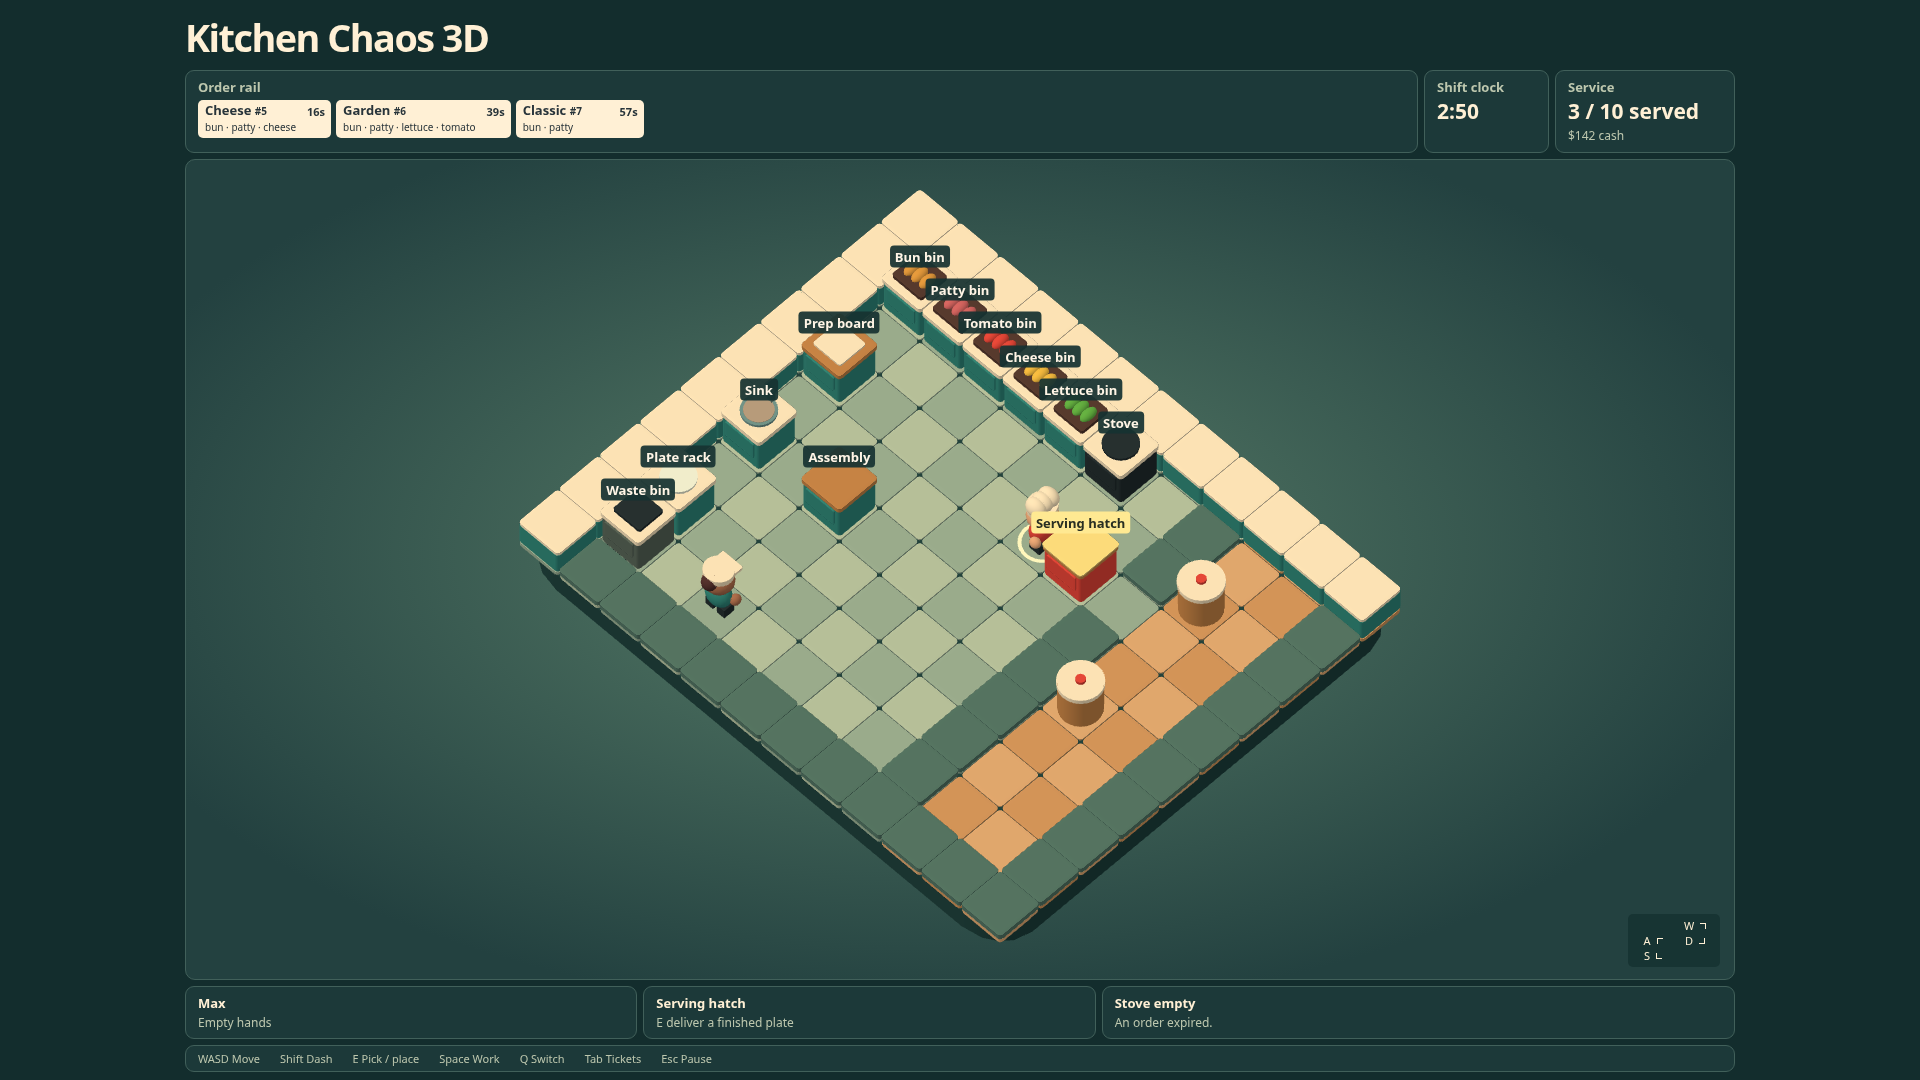 Kitchen Chaos 3D
Order rail
Cheese #5 16s
bun · patty · cheese
Garden #6 39s
bun · patty · lettuce · tomato
Classic #7 57s
bun · patty
Shift clock
2:50
Service
3 / 10 served
$142 cash
Bun bin
Patty bin
Prep board
Tomato bin
Cheese bin
Sink
Lettuce bin
Stove
Plate rack
Assembly
Waste bin
Serving hatch
W
A D
S
Max
Empty hands
Serving hatch
E deliver a finished plate
Stove empty
An order expired.
WASD Move Shift Dash E Pick / place Space Work Q Switch Tab Tickets Esc Pause